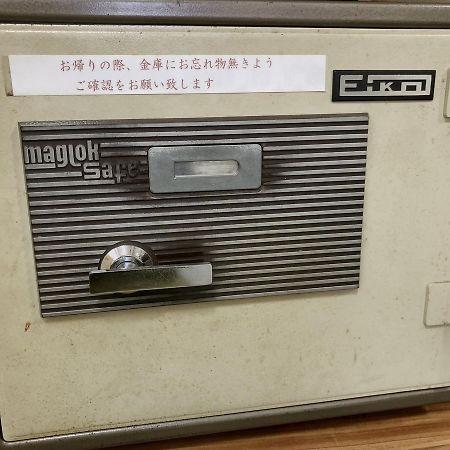 お帰りの際、金庫にお忘れ物無きよう
ご確認をお願い致します
Eiko
maglok
Safe